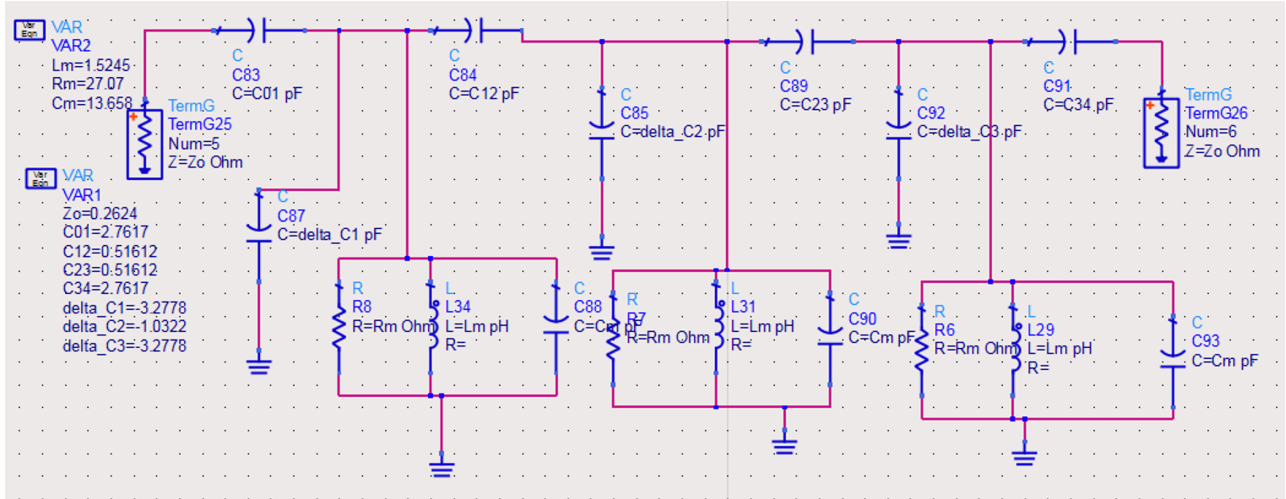 Var
Eqn
VAR
VAR2
Lm=1.5245
Rm=27.07
Cm=13.658
TermG
TermG25
Num=5
Z=Zo Ohm
Var
Eqn
VAR
VAR1
Zo=0.2624
C01=2.7617
C12=0.51612
C23=0.51612
C34=2.7617
delta_C1=-3.2778
delta_C2=-1.0322
delta_C3=-3.2778
C
C83
C=C01 pF
C
C87
C=delta_C1 pF
C
C84
C=C12 pF
C
C85
C=delta_C2 pF
C
C89
C=C23 pF
C
C92
C=delta_C3 pF
C
C91
C=C34 pF
TermG
TermG26
Num=6
Z=Zo Ohm
R
R8
R=Rm Ohm
L
L34
L=Lm pH
R=
C
C88
C=Cm pF
R
R7
R=Rm Ohm
L
L31
L=Lm pH
R=
C
C90
C=Cm pF
R
R6
R=Rm Ohm
L
L29
L=Lm pH
R=
C
C93
C=Cm pF